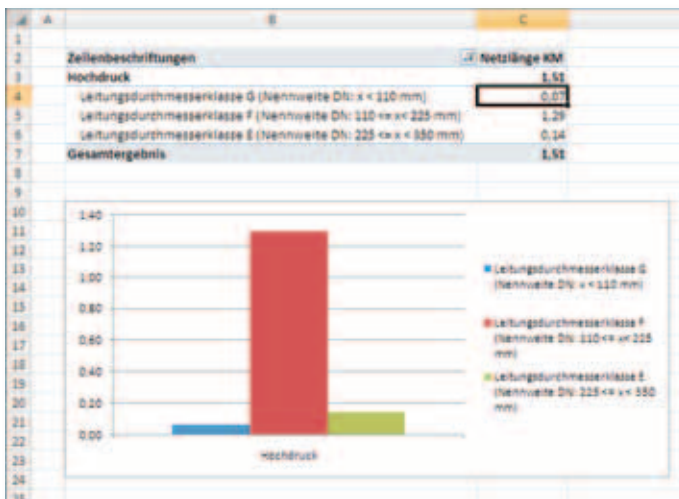 A B C
1
2 Zeilenbeschriftungen Netzlänge KM
3 Hochdruck 1,51
4 Leitungsdurchmesserklasse G (Nennweite DN: x < 110 mm) 0,07
5 Leitungsdurchmesserklasse F (Nennweite DN: 110 <= x< 225 mm) 1,29
6 Leitungsdurchmesserklasse E (Nennweite DN: 225 <= x < 350 mm) 0,14
7 Gesamtergebnis 1,51
8
9
10
11
12
13
14
15
16
17
18
19
20
21
22
23
24
25
1.40
1.20
1.00
0.80
0.60
0.40
0.20
0.00
Hochdruck
Leitungsdurchmesserklasse G
(Nennweite DN: x < 110 mm)
Leitungsdurchmesserklasse F
(Nennweite DN: 110 <= x< 225
mm)
Leitungsdurchmesserklasse E
(Nennweite DN: 225 <= x < 350
mm)